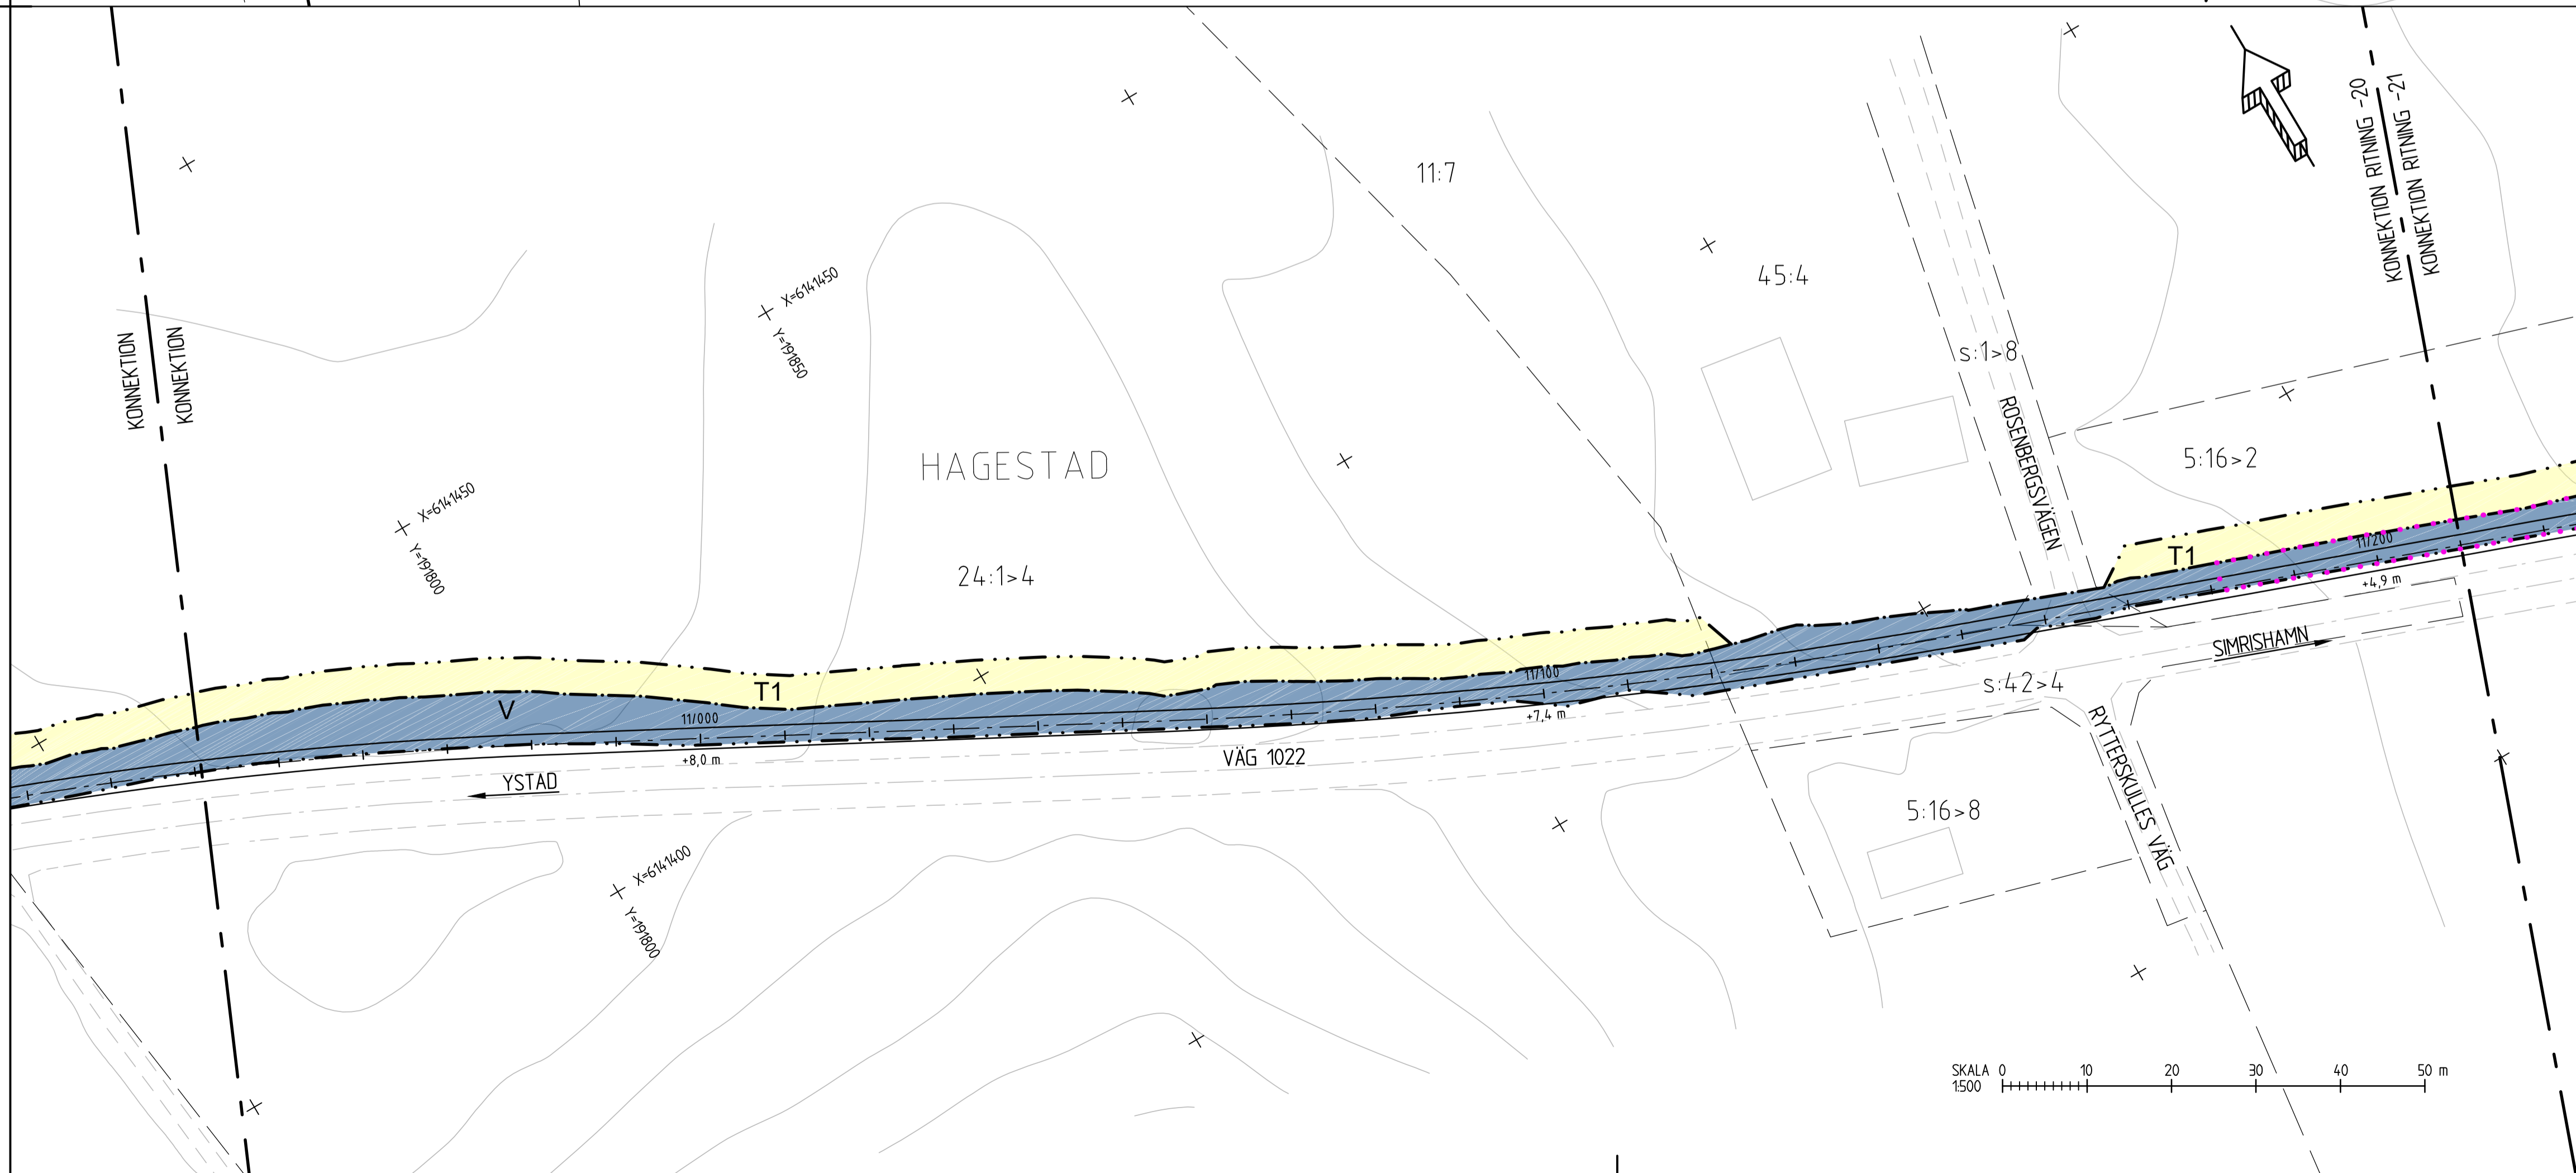 KONNEKTION RITNING -20
KONNEKTION RITNING -21
11:7
45:4
X=6141450
Y=191850
KONNEKTION
KONNEKTION
s:1>8
ROSENBERGSVÄGEN
HAGESTAD
5:16>2
X=6141450
Y=191800
24:1>4
T1
11/200
+4,9 m
SIMRISHAMN
T1
V
11/000
11/100
+7,4 m
s:42>4
+8,0 m
VÄG 1022
YSTAD
RYTTERSKULLES VÄG
5:16>8
X=6141400
Y=191800
SKALA 0 10 20 30 40 50 m
1:500